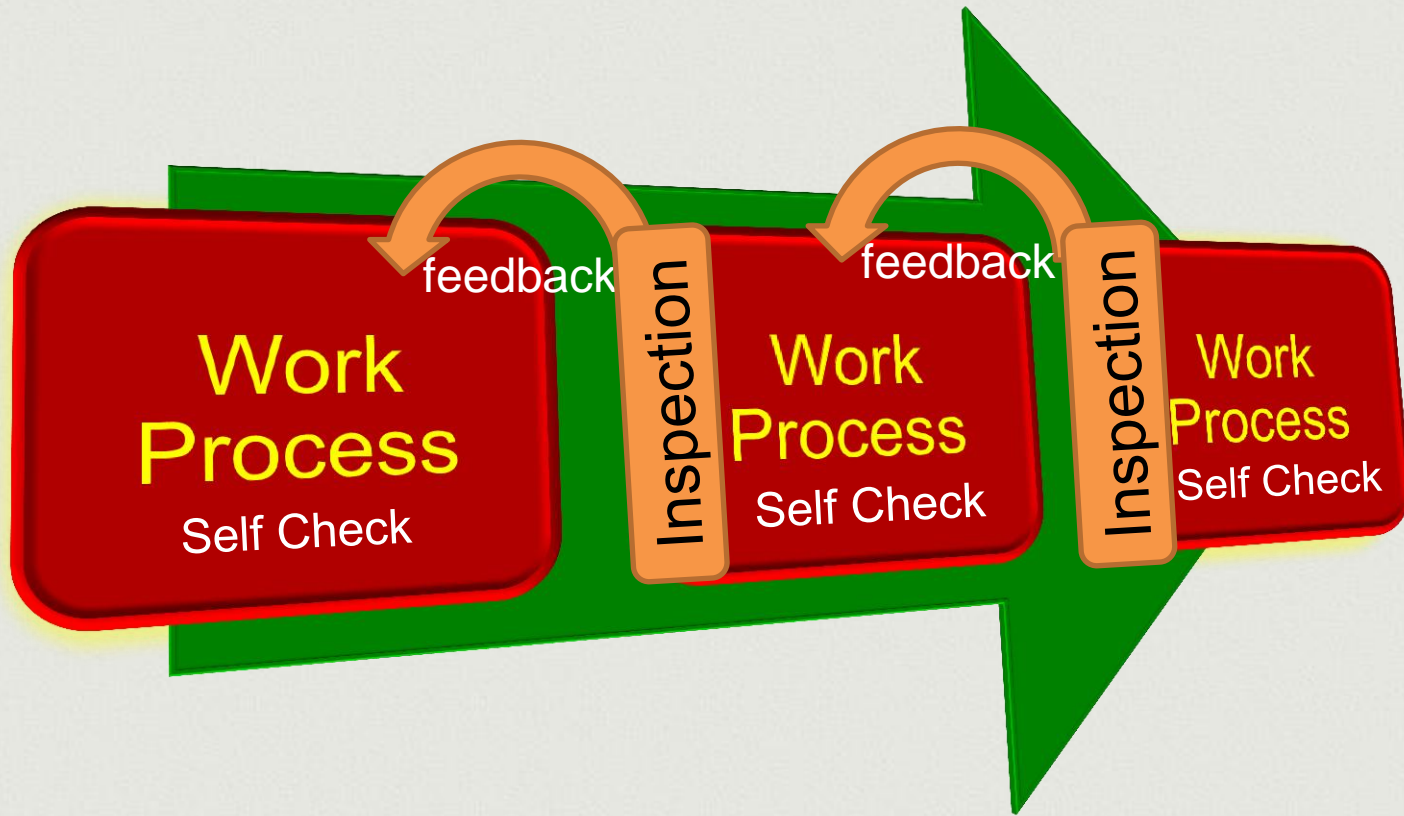 feedback
Work
Process
Self Check
Inspection
feedback
Work
Process
Self Check
Inspection
Work
Process
Self Check